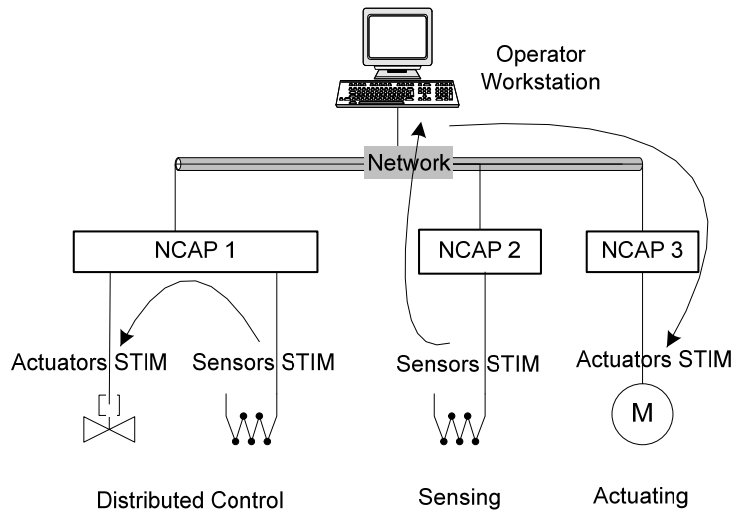 Operator
Workstation
Network
NCAP 1
NCAP 2
NCAP 3
Actuators STIM
Sensors STIM
Sensors STIM
Actuators STIM
M
Distributed Control
Sensing
Actuating